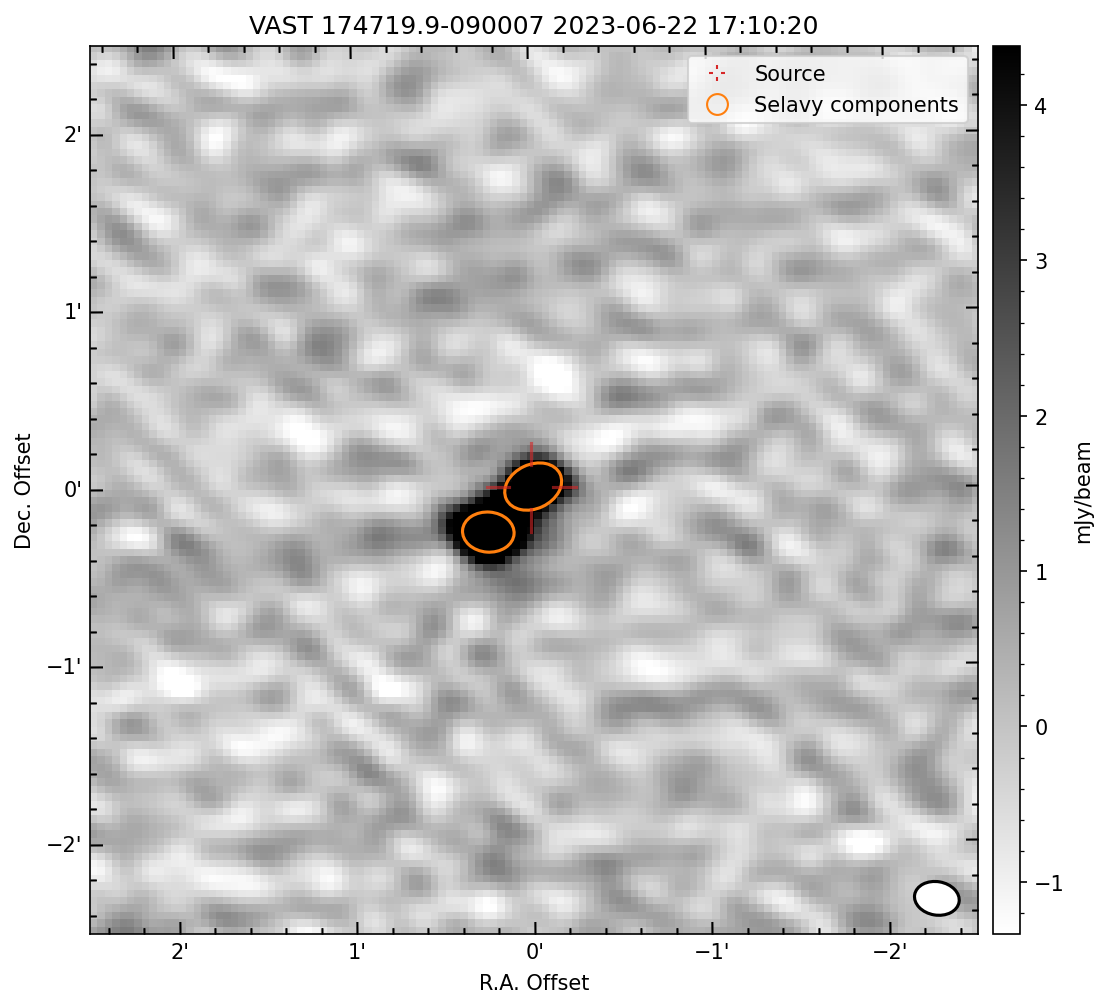 VAST 174719.9-090007 2023-06-22 17:10:20
Source
Selavy components
2'
1'
0'
−1'
−2'
Dec. Offset
2'
1'
0'
−1'
−2'
R.A. Offset
4
3
2
1
0
−1
mJy/beam